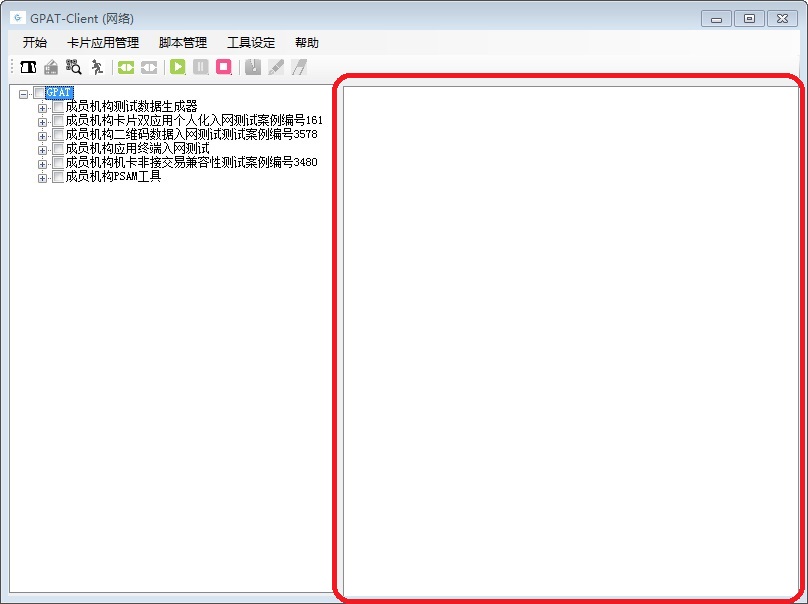 GPAT-Client (网络)
开始 卡片应用管理 脚本管理 工具设定 帮助
GPAT
成员机构测试数据生成器
成员机构卡片双应用个人化入网测试案例编号161
成员机构二维码数据入网测试测试案例编号3578
成员机构应用终端入网测试
成员机构机卡非接交易兼容性测试案例编号3480
成员机构PSAM工具